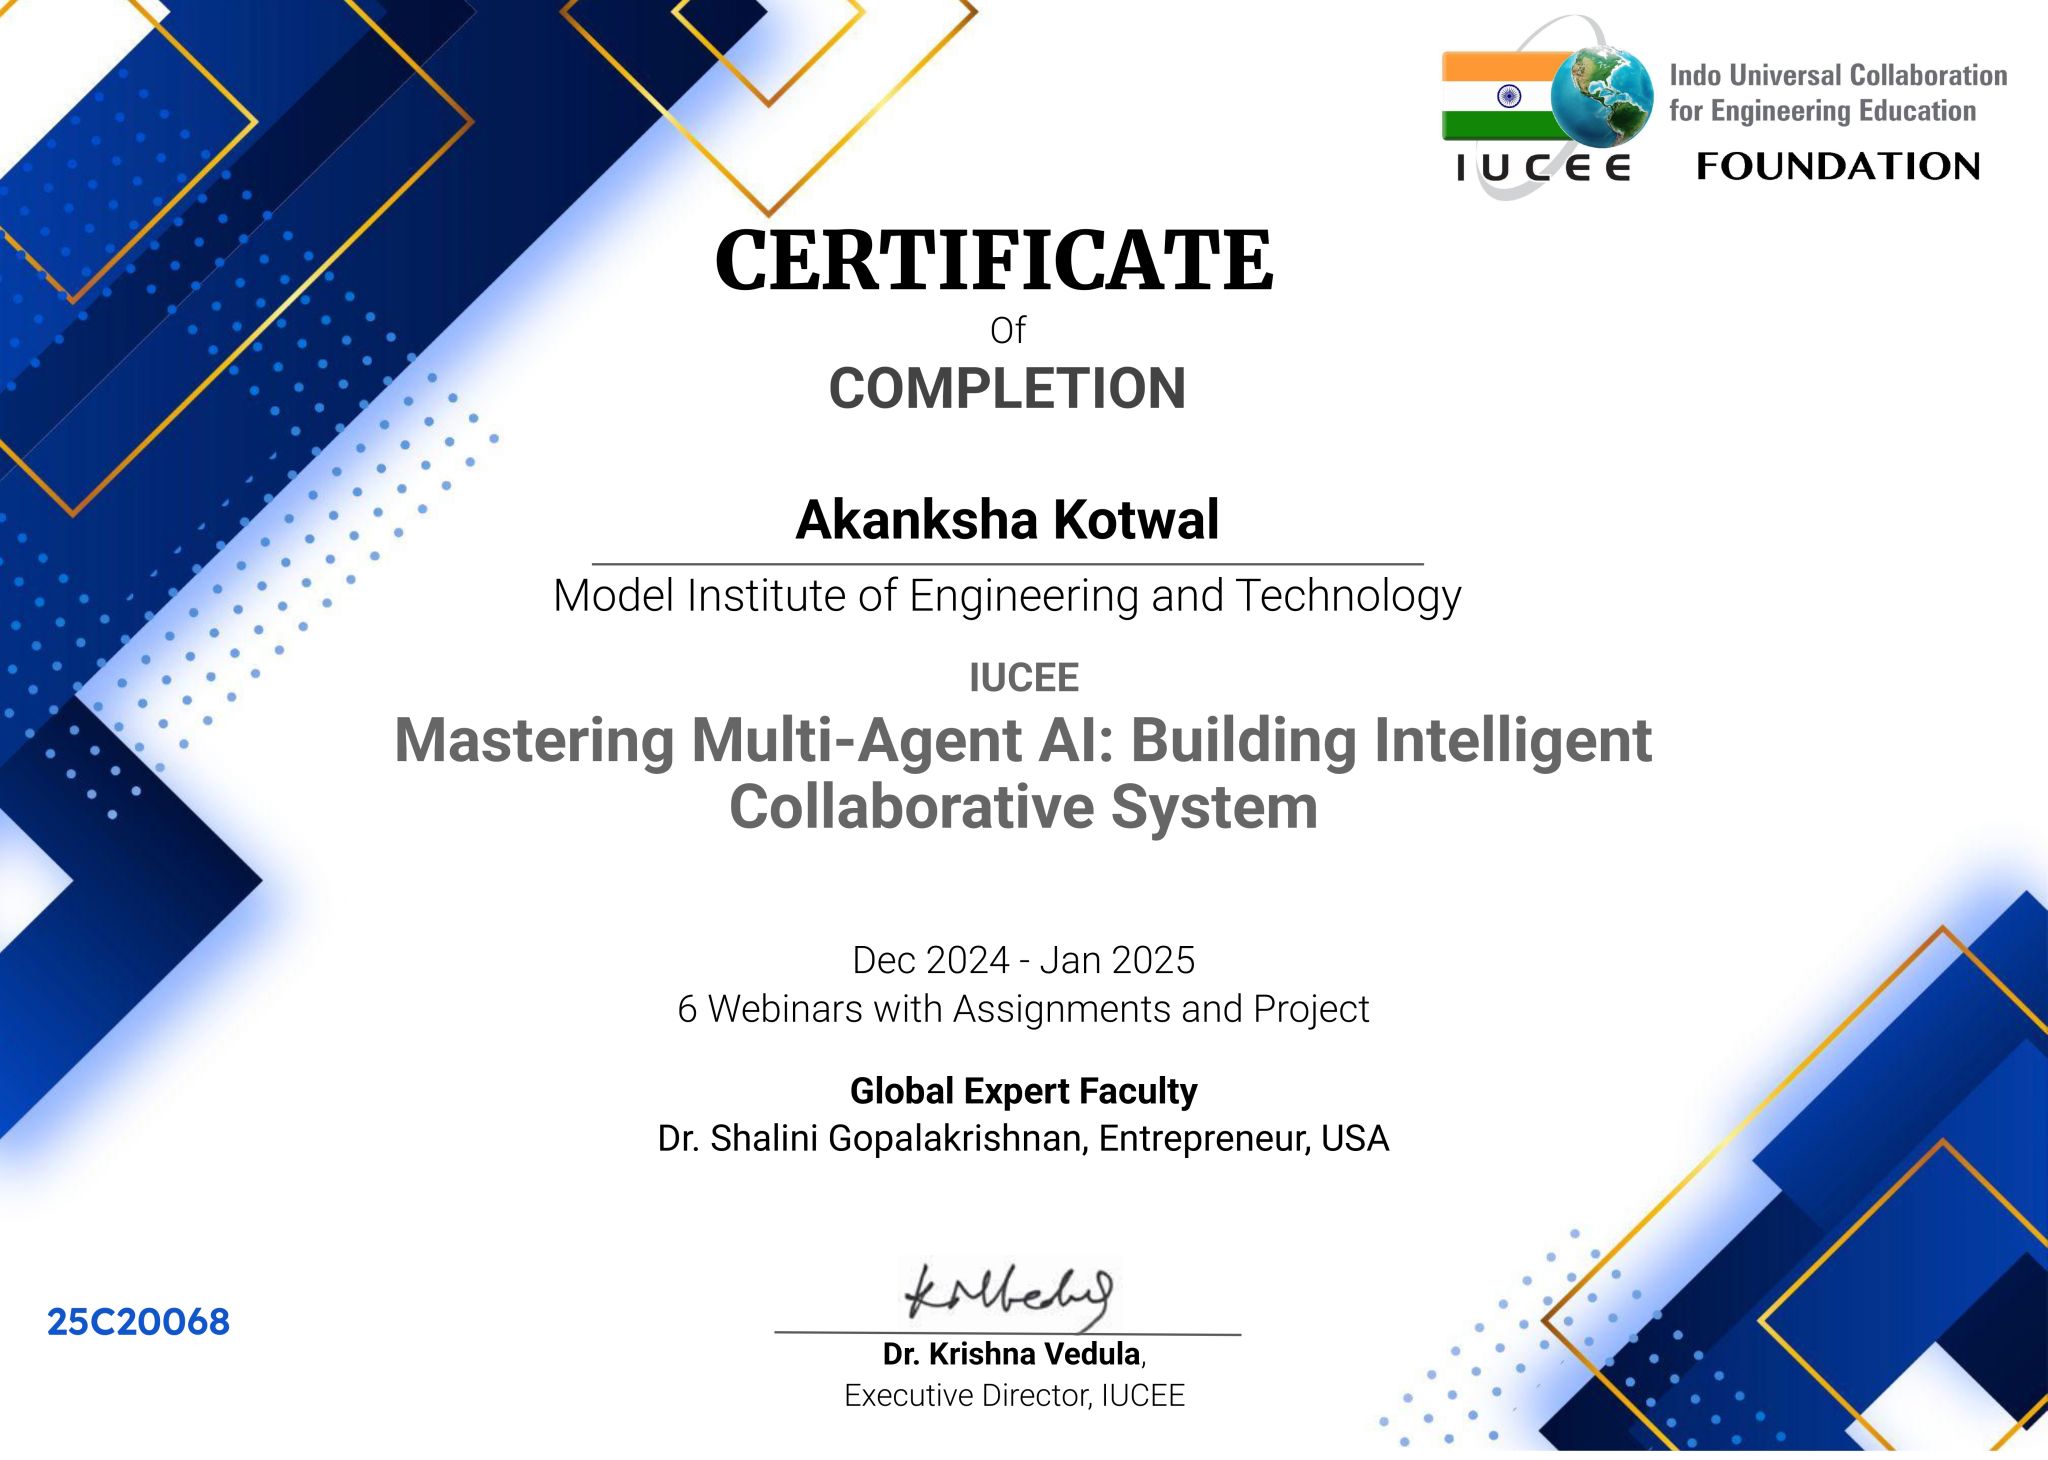 Indo Universal Collaboration
for Engineering Education
IUCEE FOUNDATION
CERTIFICATE
Of
COMPLETION
Akanksha Kotwal
Model Institute of Engineering and Technology
IUCEE
Mastering Multi-Agent AI: Building Intelligent
Collaborative System
Dec 2024 - Jan 2025
6 Webinars with Assignments and Project
Global Expert Faculty
Dr. Shalini Gopalakrishnan, Entrepreneur, USA
25C20068
Dr. Krishna Vedula,
Executive Director, IUCEE